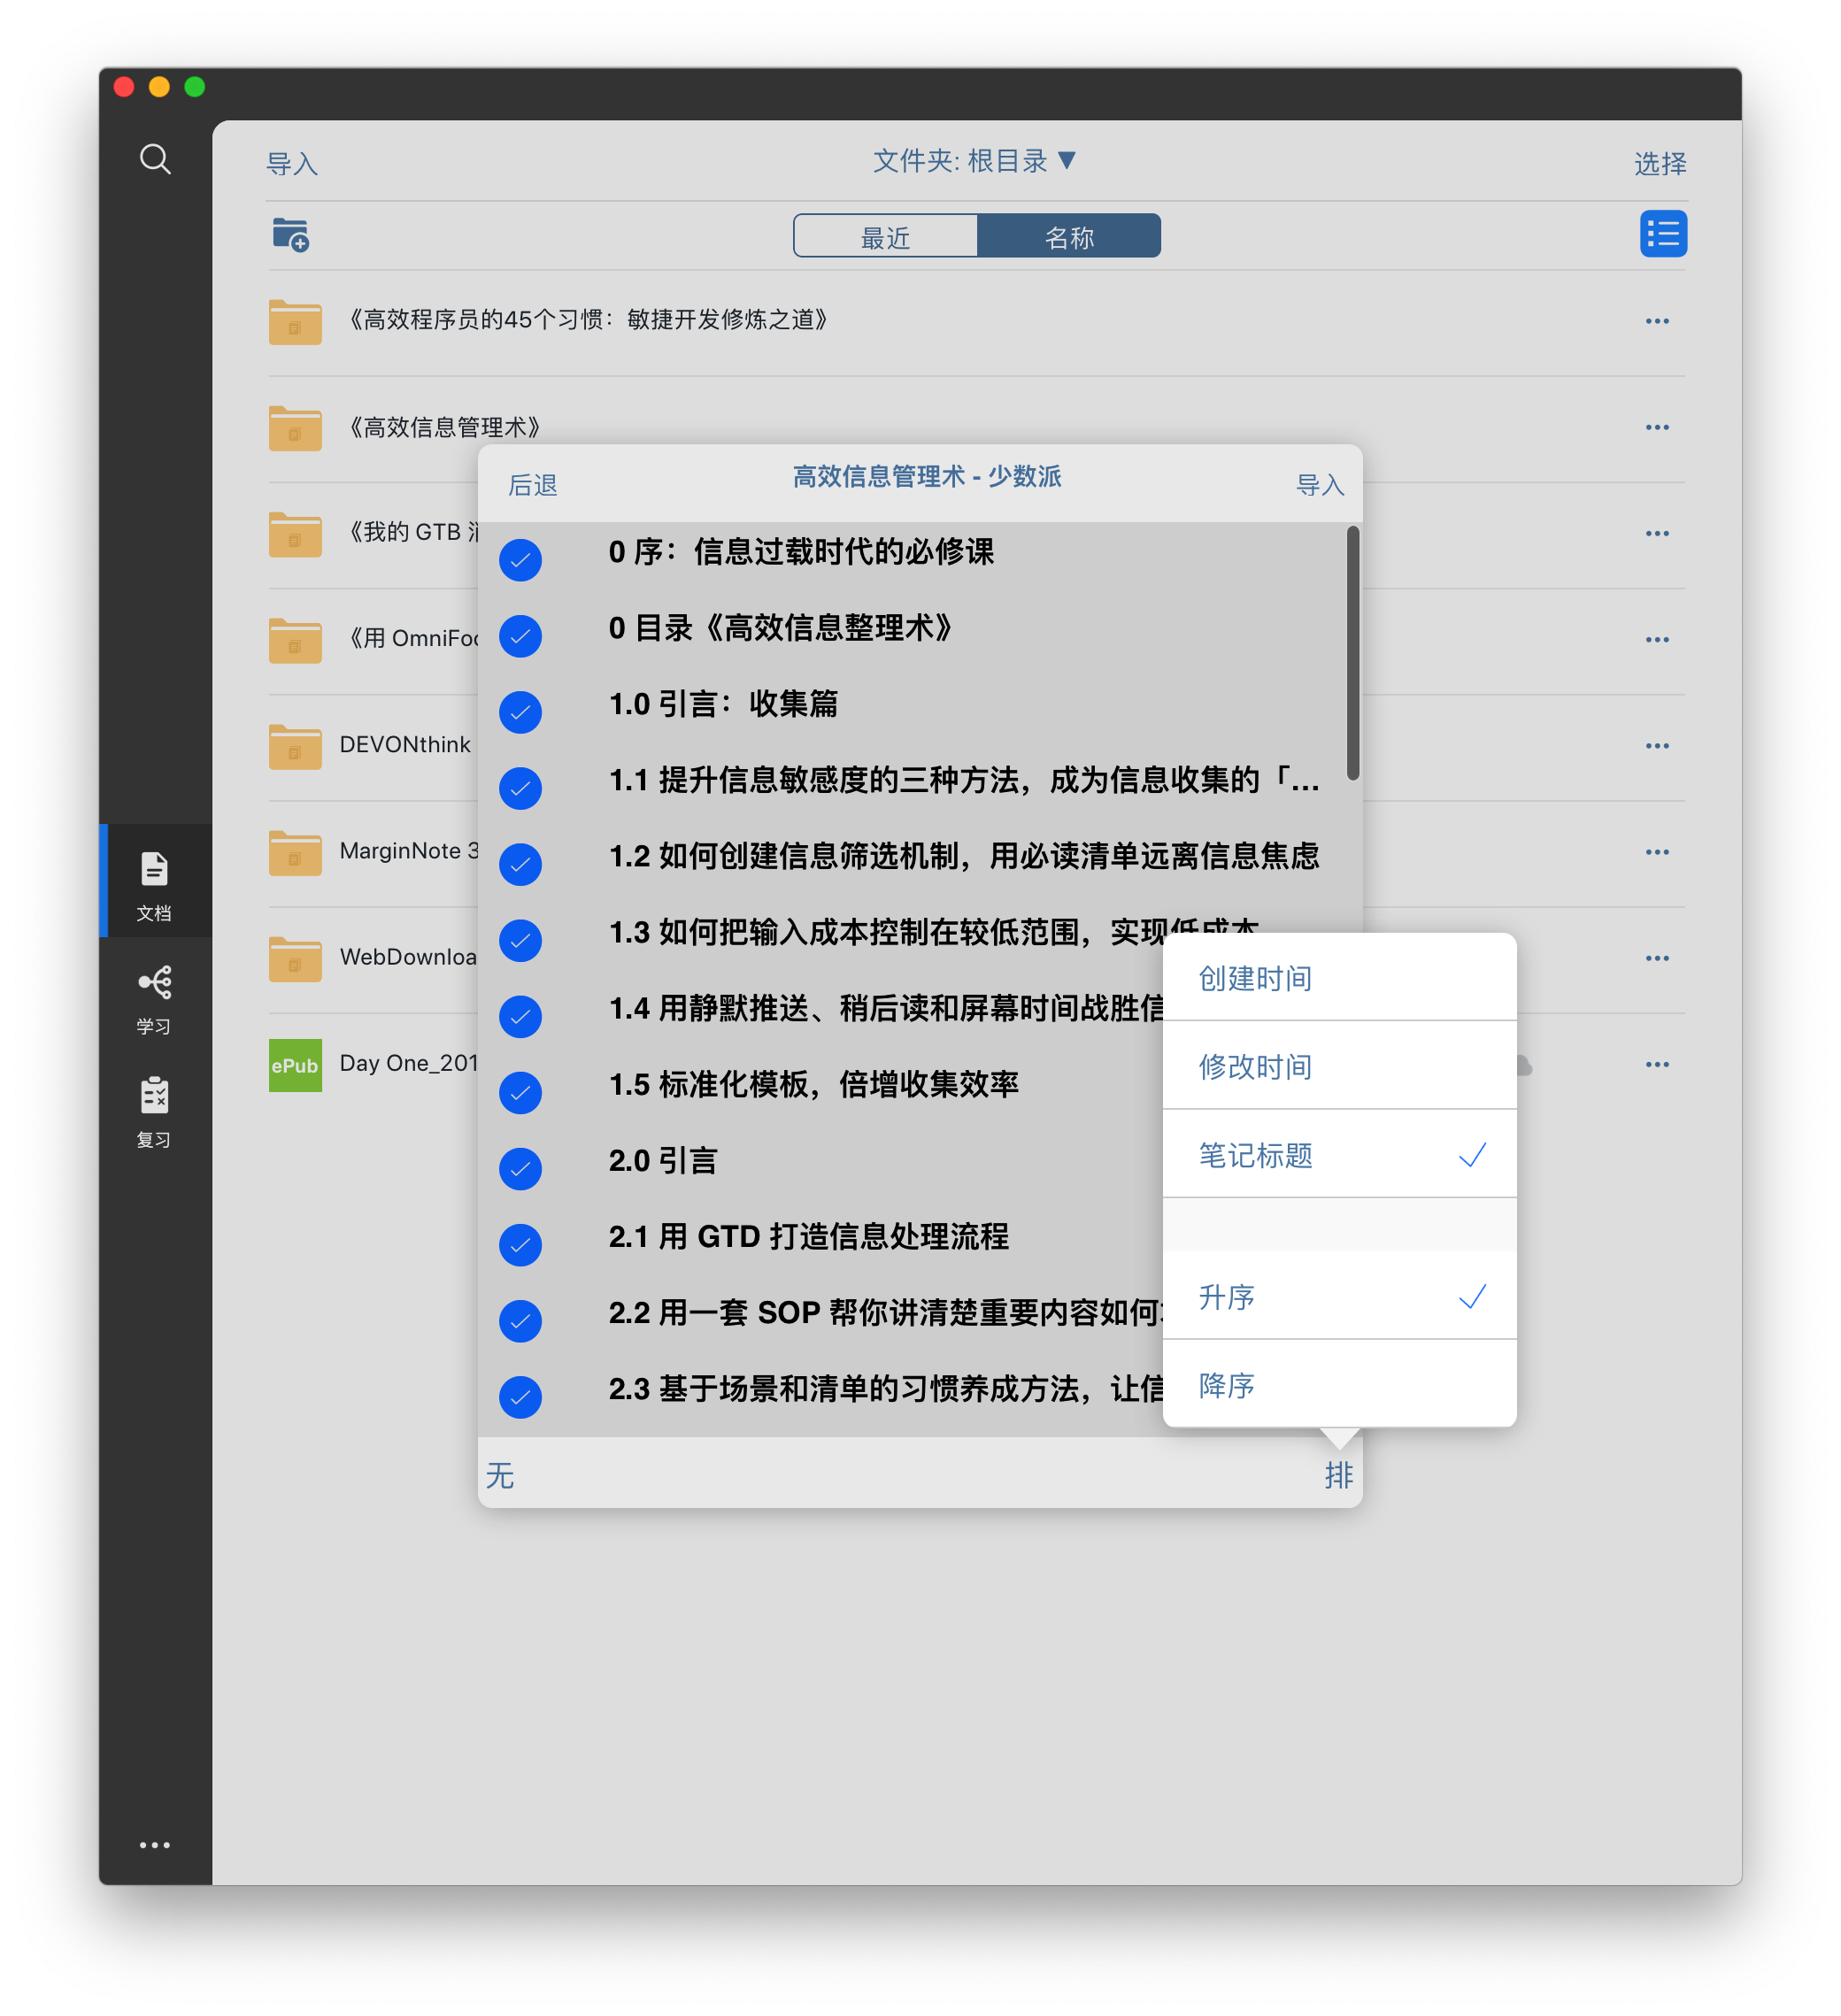 导入
文件夹: 根目录 ▼
选择
最近
名称
《高效程序员的45个习惯：敏捷开发修炼之道》
《高效信息管理术》
《我的 GTB
《用 OmniFoc
DEVONthink
MarginNote 3
WebDownloa
ePub
Day One_201
文档
学习
复习
后退
高效信息管理术 - 少数派
导入
0 序：信息过载时代的必修课
0 目录《高效信息整理术》
1.0 引言：收集篇
1.1 提升信息敏感度的三种方法，成为信息收集的「...
1.2 如何创建信息筛选机制，用必读清单远离信息焦虑
1.3 如何把输入成本控制在较低范围，实现低成本
1.4 用静默推送、稍后读和屏幕时间战胜信
1.5 标准化模板，倍增收集效率
2.0 引言
2.1 用 GTD 打造信息处理流程
2.2 用一套 SOP 帮你讲清楚重要内容如何
2.3 基于场景和清单的习惯养成方法，让信
无
排
创建时间
修改时间
笔记标题
升序
降序